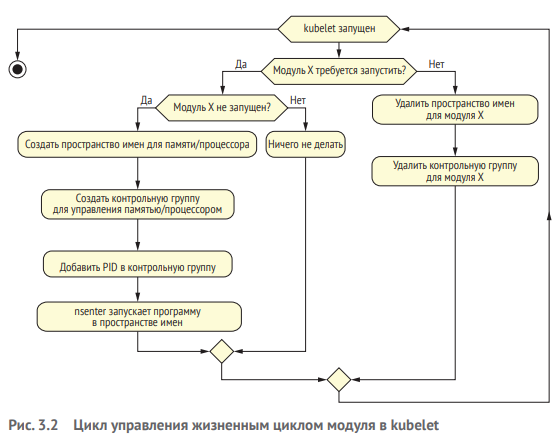 kubelet запущен
Модуль X требуется запустить?
Да
Нет
Модуль X не запущен?
Да
Нет
Удалить пространство имен
для модуля X
Создать пространство имен для памяти/процессора
Ничего не делать
Удалить контрольную группу
для модуля X
Создать контрольную группу
для управления памятью/процессором
Добавить PID в контрольную группу
nsenter запускает программу
в пространстве имен
Рис. 3.2 Цикл управления жизненным циклом модуля в kubelet